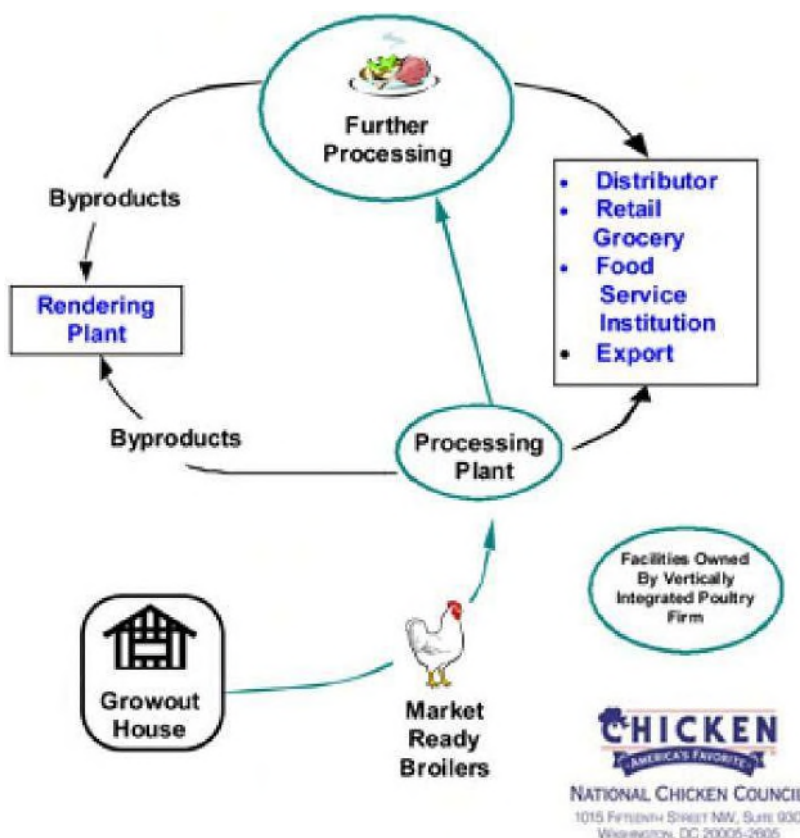 Further
Processing
Byproducts
• Distributor
• Retail
Grocery
• Food
Service
Institution
• Export
Rendering
Plant
Byproducts
Processing
Plant
Facilities Owned
By Vertically
Integrated Poultry
Firm
Growout
House
Market
Ready
Broilers
CHICKEN
AMERICA'S FAVORITE
NATIONAL CHICKEN COUNCIL
1015 FIFTEENTH STREET NW, SUITE 930
WASHINGTON, DC 20005-2605